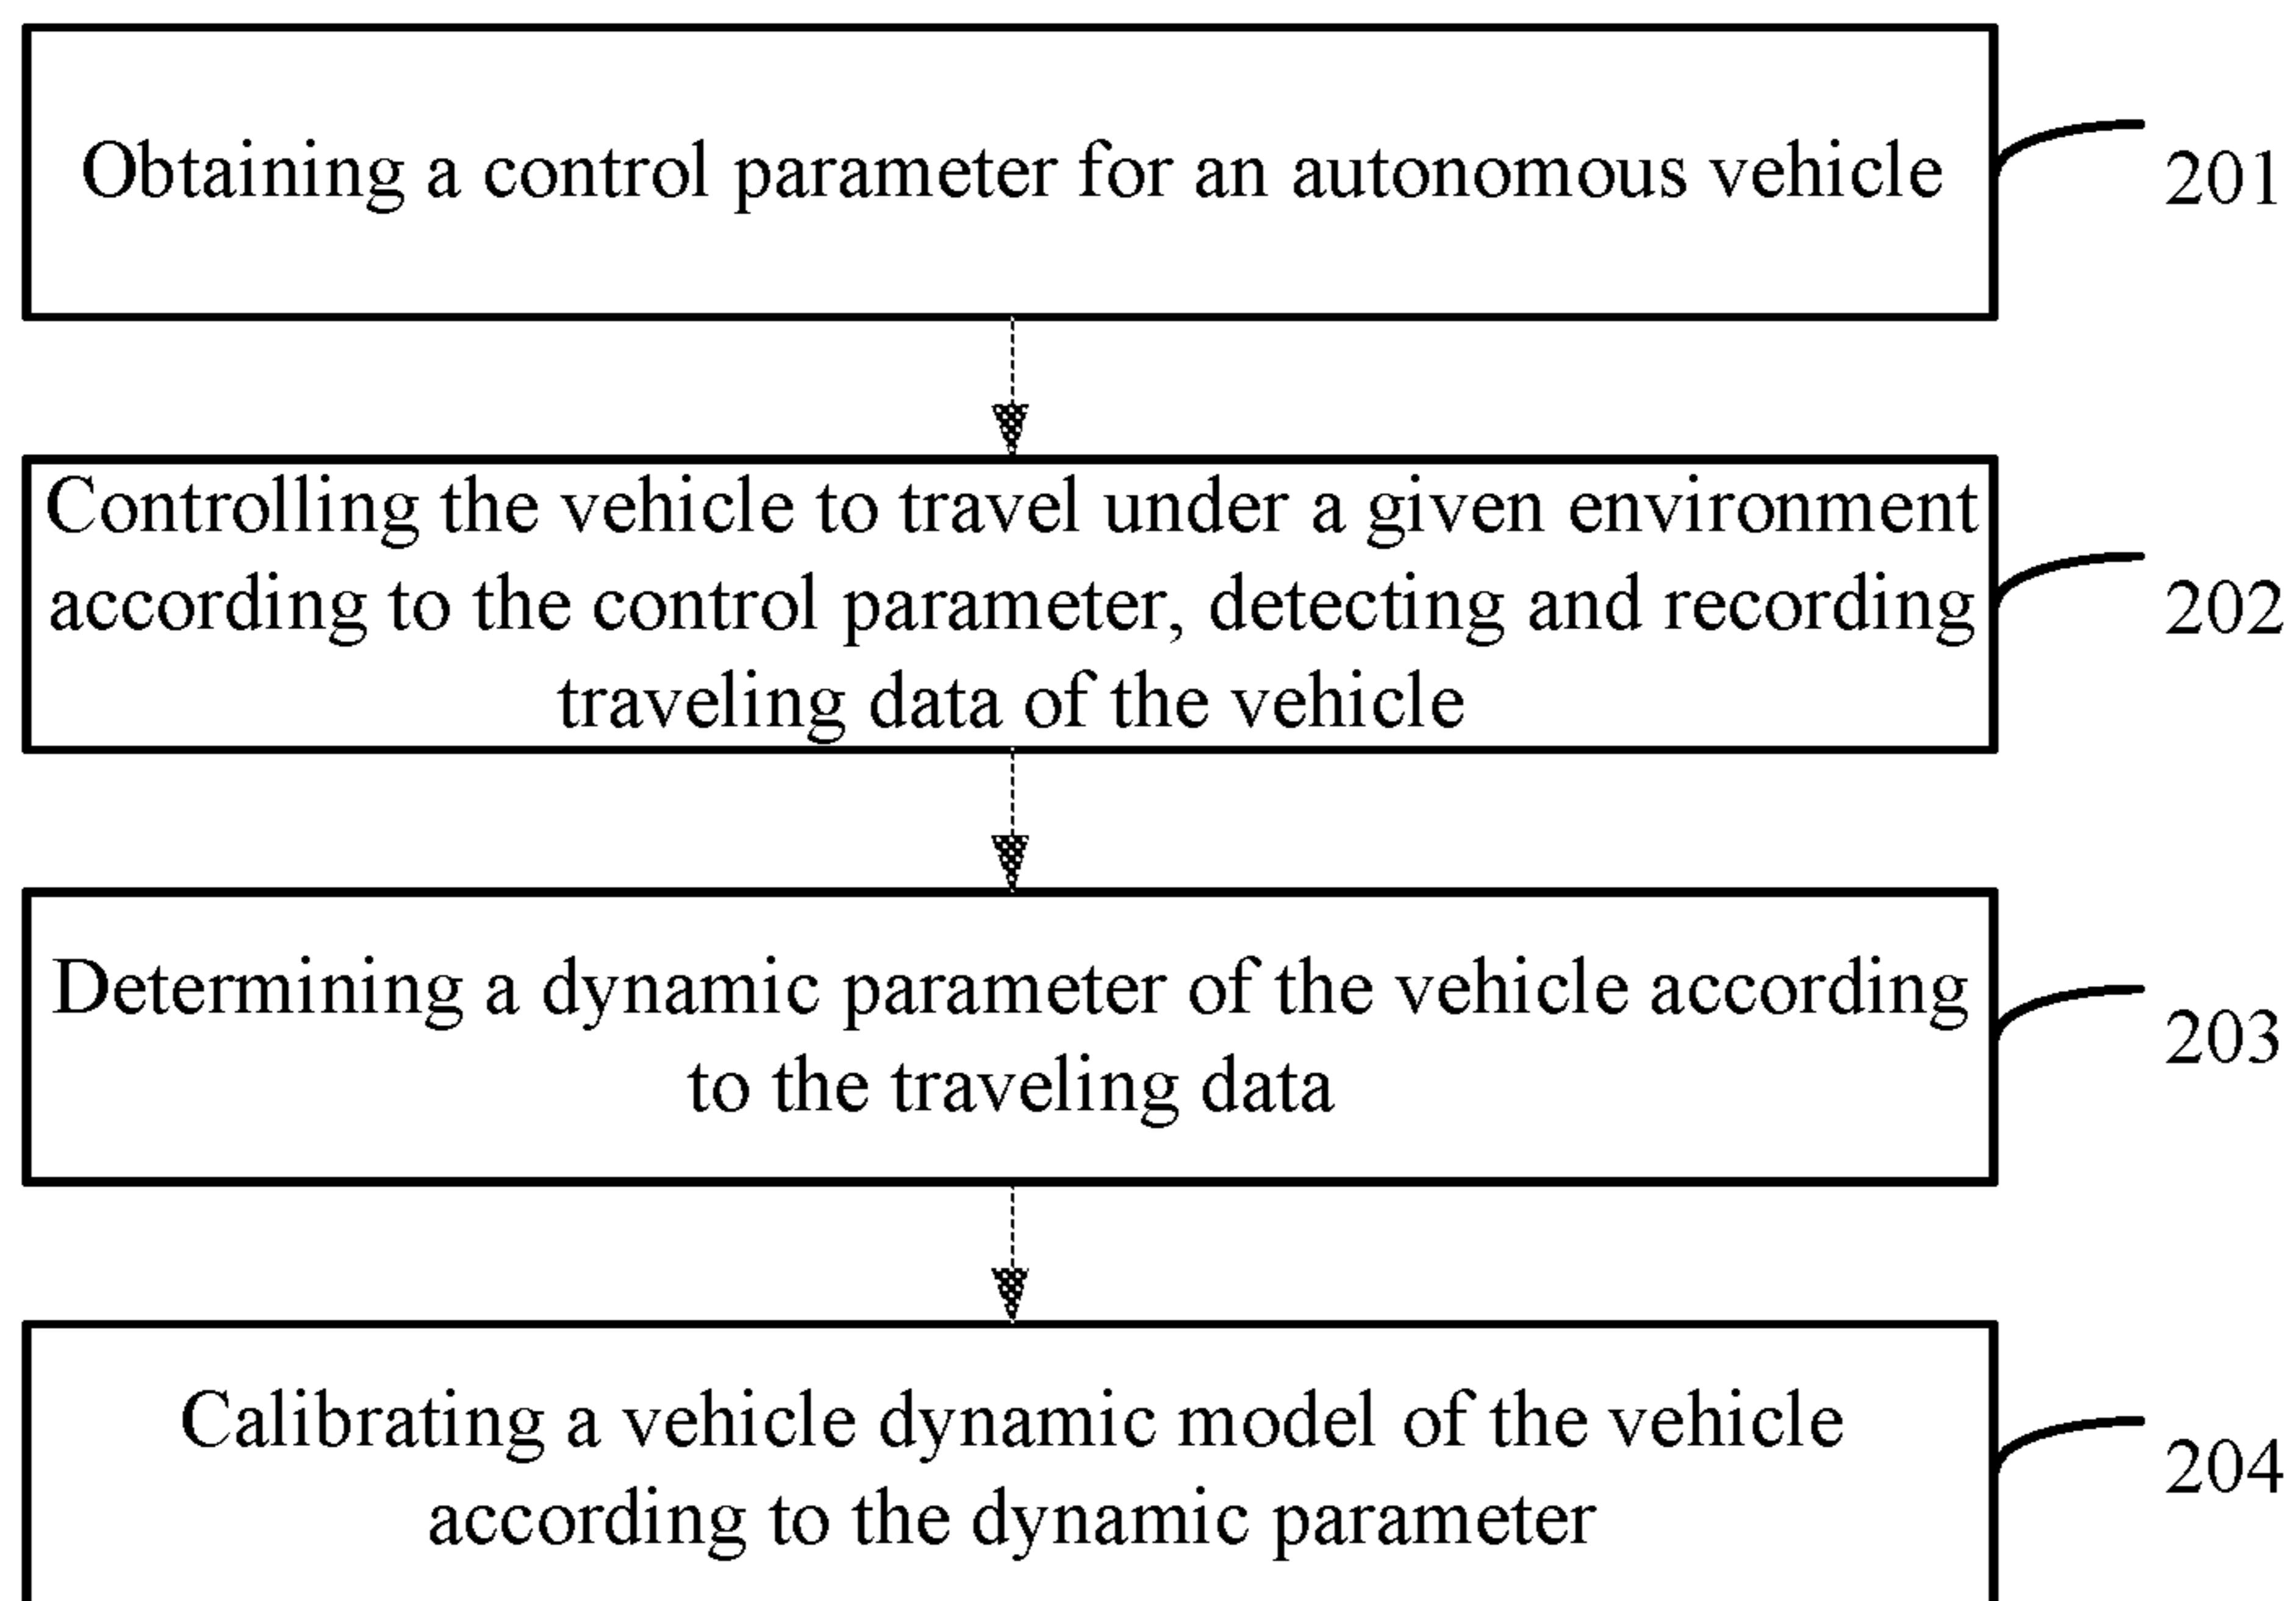 Obtaining a control parameter for an autonomous vehicle
201
Controlling the vehicle to travel under a given environment
according to the control parameter, detecting and recording
traveling data of the vehicle
202
Determining a dynamic parameter of the vehicle according
to the traveling data
203
Calibrating a vehicle dynamic model of the vehicle
according to the dynamic parameter
204